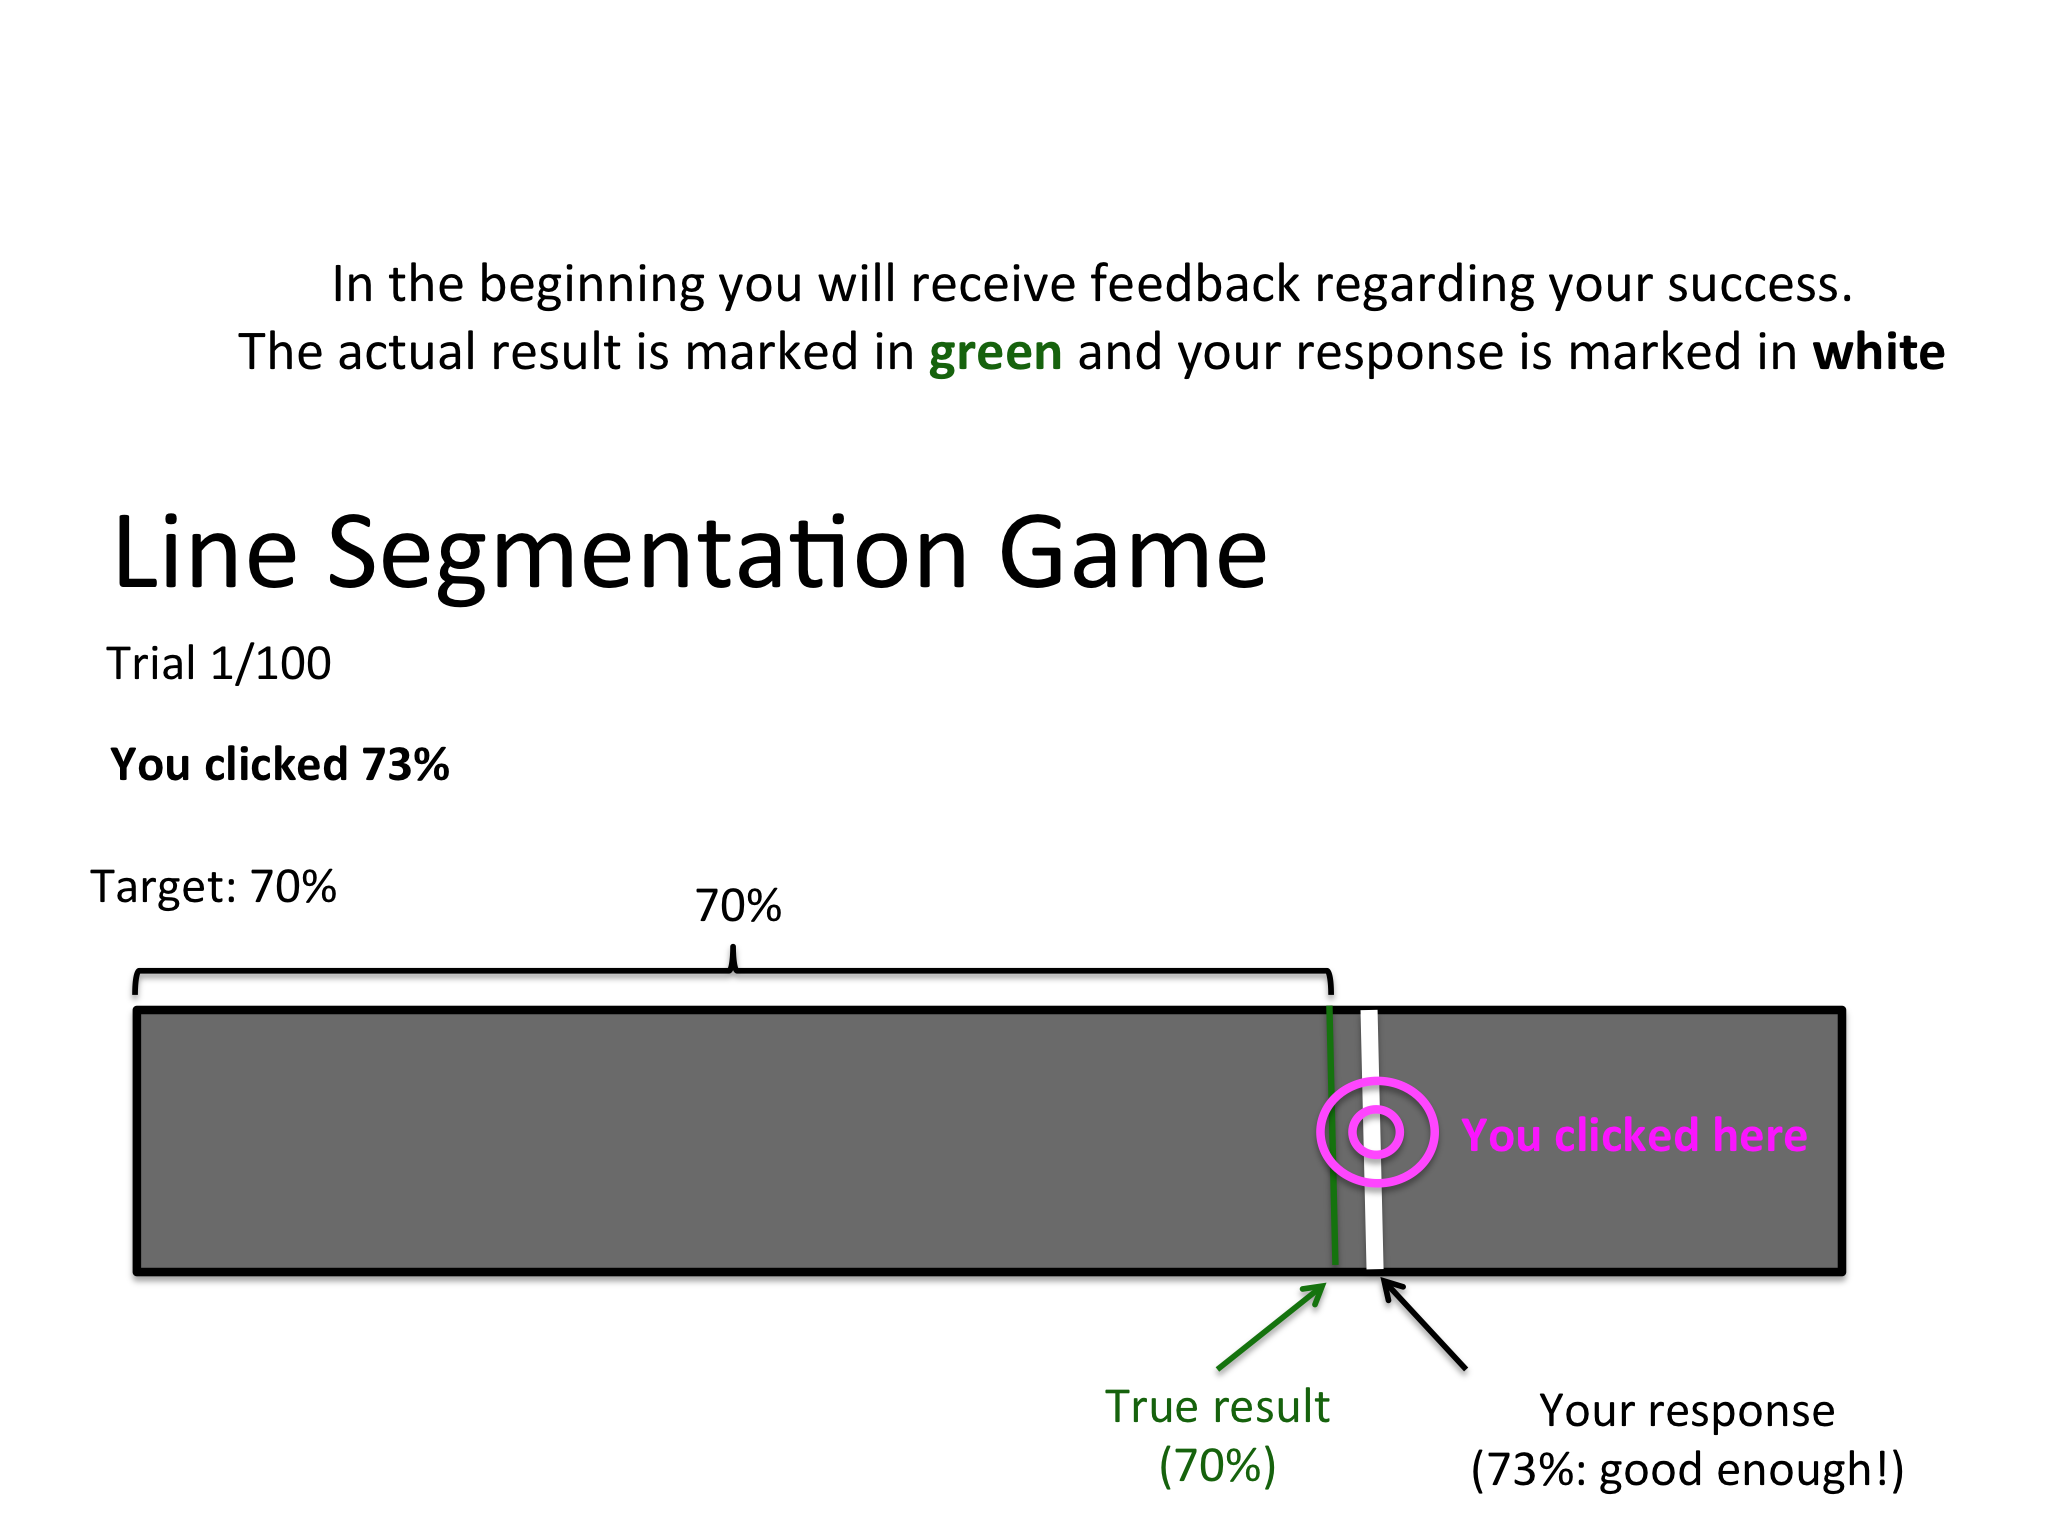 In the beginning you will receive feedback regarding your success.
The actual result is marked in green and your response is marked in white
Line Segmentation Game
Trial 1/100
You clicked 73%
Target: 70%
70%
You clicked here
True result
(70%)
Your response
(73%: good enough!)